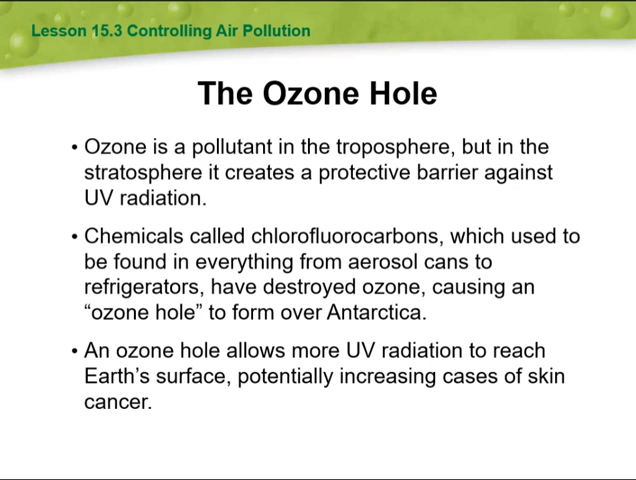 Lesson 15.3 Controlling Air Pollution
The Ozone Hole
• Ozone is a pollutant in the troposphere, but in the
stratosphere it creates a protective barrier against
UV radiation.
• Chemicals called chlorofluorocarbons, which used to
be found in everything from aerosol cans to
refrigerators, have destroyed ozone, causing an
“ozone hole” to form over Antarctica.
• An ozone hole allows more UV radiation to reach
Earth’s surface, potentially increasing cases of skin
cancer.